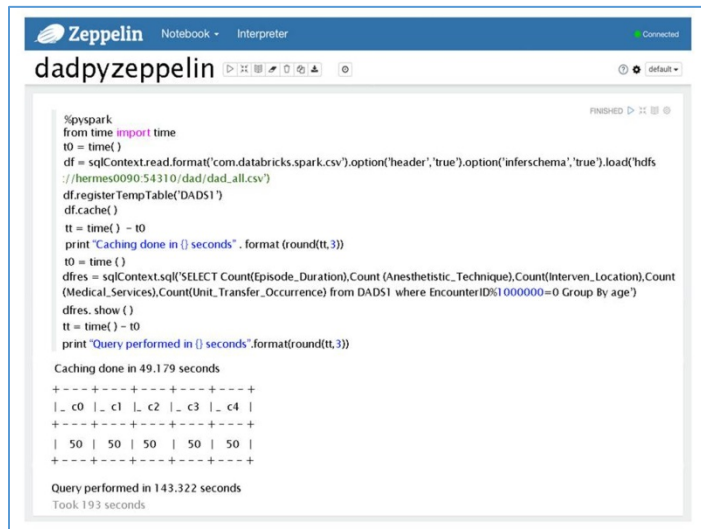 Zeppelin Notebook Interpreter Connected
dadpyzeppelin default
FINISHED
%pyspark
from time import time
t0 = time( )
df = sqlContext.read.format('com.databricks.spark.csv').option('header','true').option('inferschema','true').load('hdfs
://hermes0090:54310/dad/dad_all.csv')
df.registerTempTable('DADS1')
df.cache( )
tt = time( ) - t0
print "Caching done in {} seconds" . format (round(tt,3))
t0 = time ( )
dfres = sqlContext.sql('SELECT Count(Episode_Duration),Count (Anesthetistic_Technique),Count(Interven_Location),Count
(Medical_Services),Count(Unit_Transfer_Occurrence) from DADS1 where EncounterID%1000000=0 Group By age')
dfres. show ( )
tt = time( ) - t0
print "Query performed in {} seconds".format(round(tt,3))
Caching done in 49.179 seconds
+ - - - + - - - + - - - + - - - + - - - +
|_ c0 |_ c1 |_ c2 |_ c3 |_ c4 |
+ - - - + - - - + - - - + - - - + - - - +
| 50 | 50 | 50 | 50 | 50 |
+ - - - + - - - + - - - + - - - + - - - +
Query performed in 143.322 seconds
Took 193 seconds